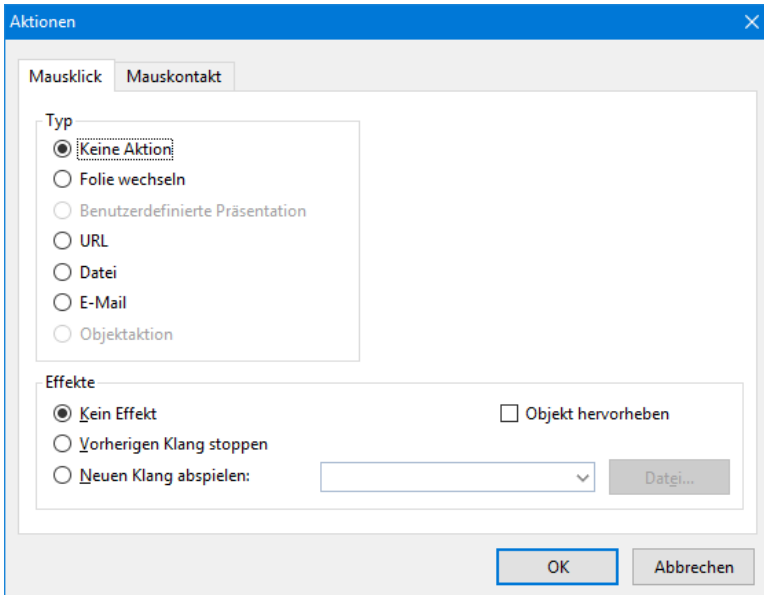 Aktionen
Mausklick Mauskontakt
Typ
Keine Aktion
Folie wechseln
Benutzerdefinierte Präsentation
URL
Datei
E-Mail
Objektaktion
Effekte
Kein Effekt Objekt hervorheben
Vorherigen Klang stoppen
Neuen Klang abspielen: Datei...
OK Abbrechen